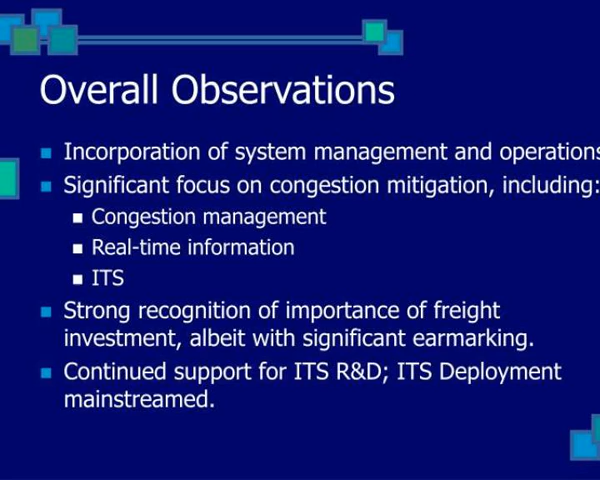 Overall Observations
Incorporation of system management and operations
Significant focus on congestion mitigation, including:
Congestion management
Real-time information
ITS
Strong recognition of importance of freight
investment, albeit with significant earmarking.
Continued support for ITS R&D; ITS Deployment
mainstreamed.